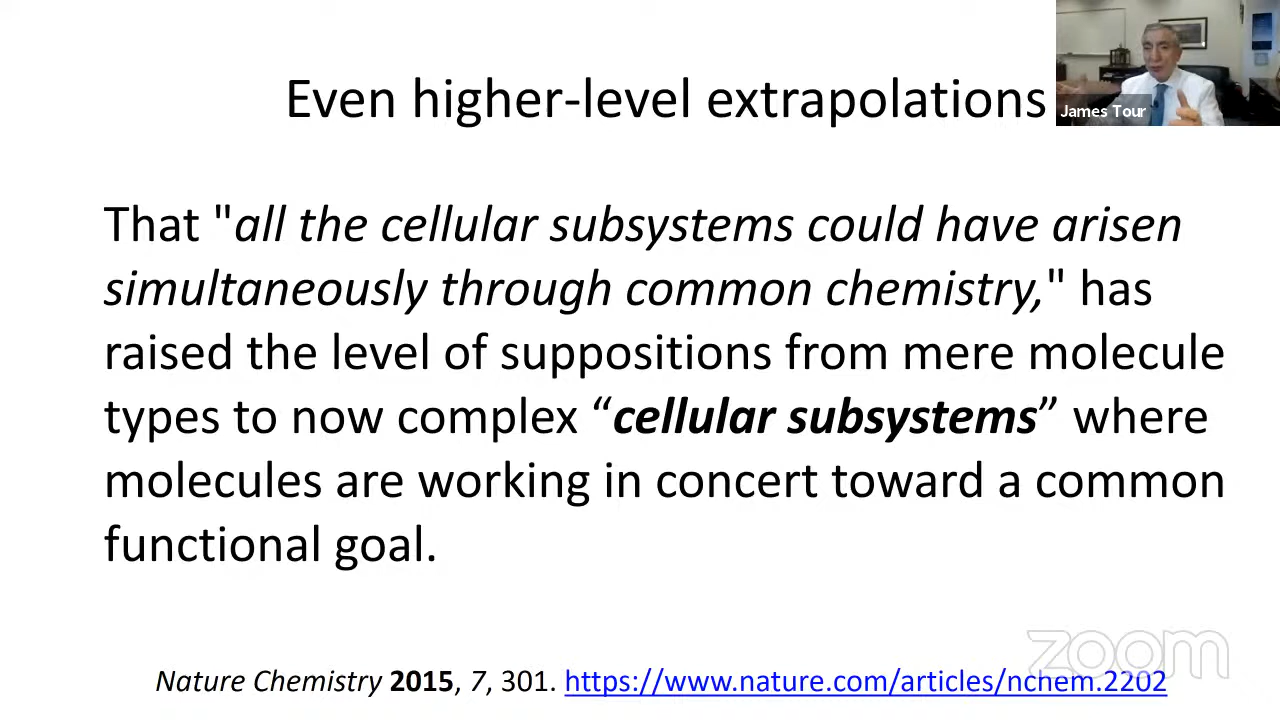 Even higher-level extrapolations
James Tour
That "all the cellular subsystems could have arisen
simultaneously through common chemistry," has
raised the level of suppositions from mere molecule
types to now complex “cellular subsystems” where
molecules are working in concert toward a common
functional goal.
zoom
Nature Chemistry 2015, 7, 301. https://www.nature.com/articles/nchem.2202